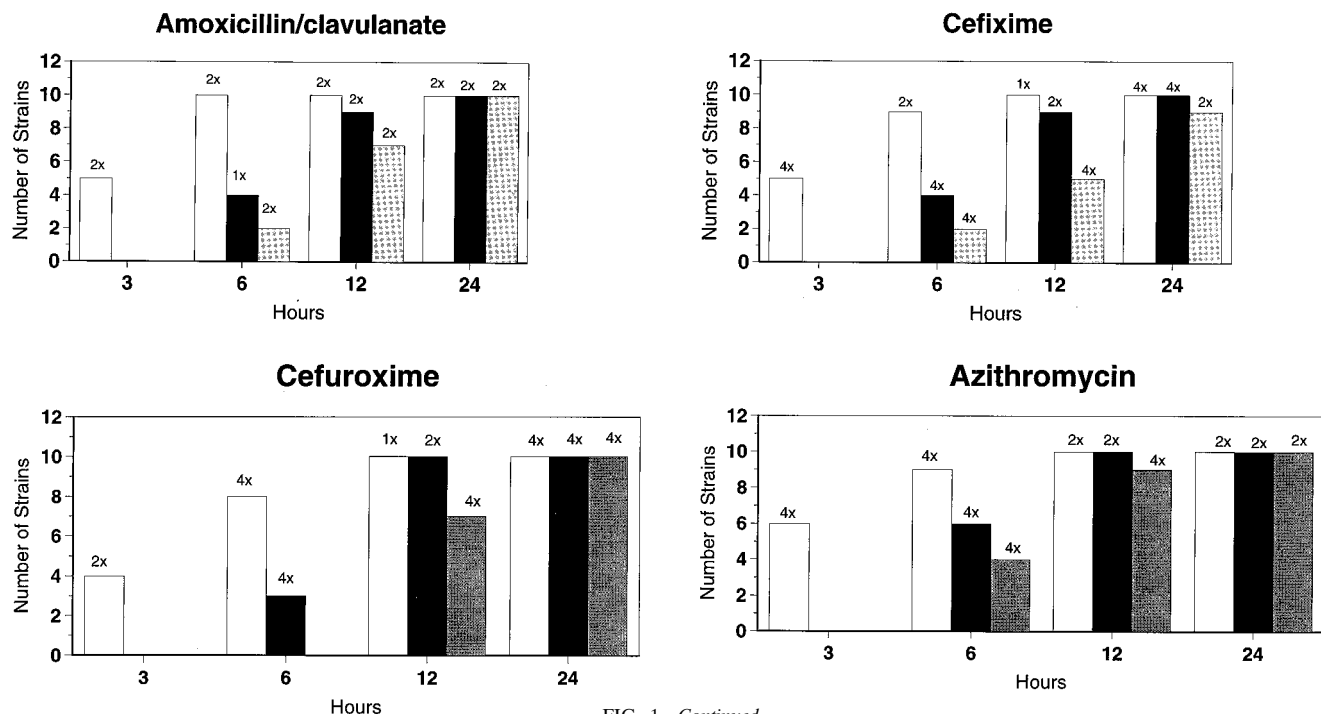 Amoxicillin/clavulanate
Number of Strains
12
10
8
6
4
2
0
2x
2x
1x
2x
2x
2x
2x
2x 2x 2x
3 6 12 24
Hours
Cefixime
Number of Strains
12
10
8
6
4
2
0
4x
2x
4x
4x
1x
2x
4x
4x 4x 2x
3 6 12 24
Hours
Cefuroxime
Number of Strains
12
10
8
6
4
2
0
2x
4x
4x
1x 2x
4x
4x 4x 4x
3 6 12 24
Hours
Azithromycin
Number of Strains
12
10
8
6
4
2
0
4x
4x
4x
4x
2x 2x
4x
2x 2x 2x
3 6 12 24
Hours
FIG. 1—Continued.